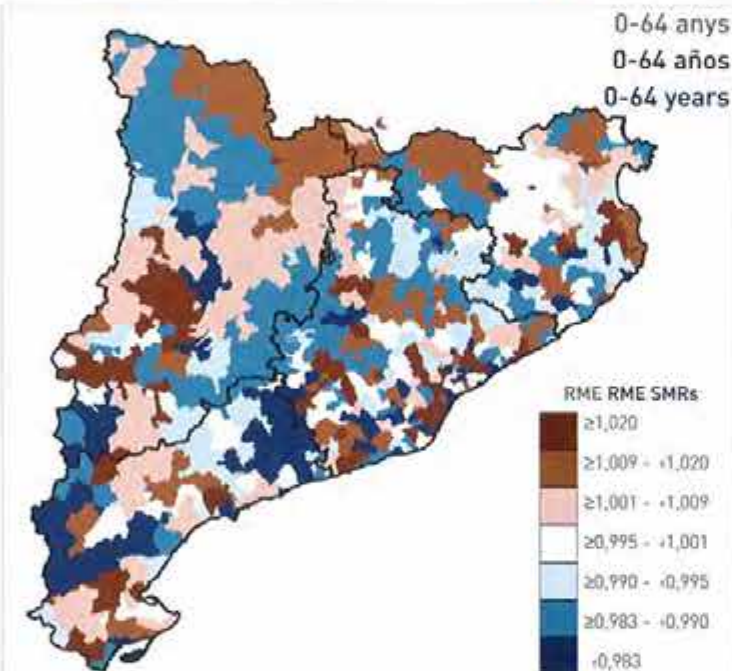 0-64 anys
0-64 años
0-64 years
RME RME SMRs
≥1,020
≥1,009 - <1,020
≥1,001 - <1,009
≥0,995 - <1,001
≥0,990 - <0,995
≥0,983 - <0,990
<0,983